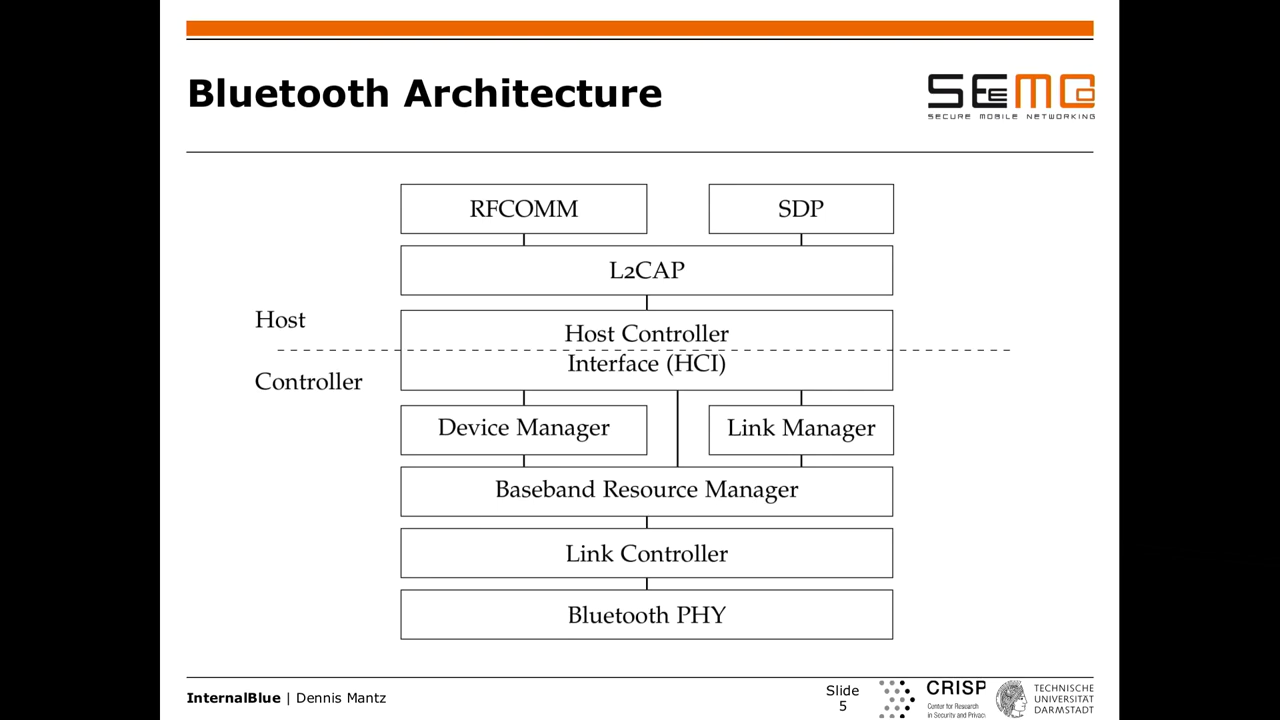 Bluetooth Architecture
SEEMOO
SECURE MOBILE NETWORKING
RFCOMM
SDP
L2CAP
Host
Host Controller
Interface (HCI)
Controller
Device Manager
Link Manager
Baseband Resource Manager
Link Controller
Bluetooth PHY
InternalBlue | Dennis Mantz
Slide
5
CRISP
Center for Research
in Security and Privac
TECHNISCHE
UNIVERSITÄT
DARMSTADT